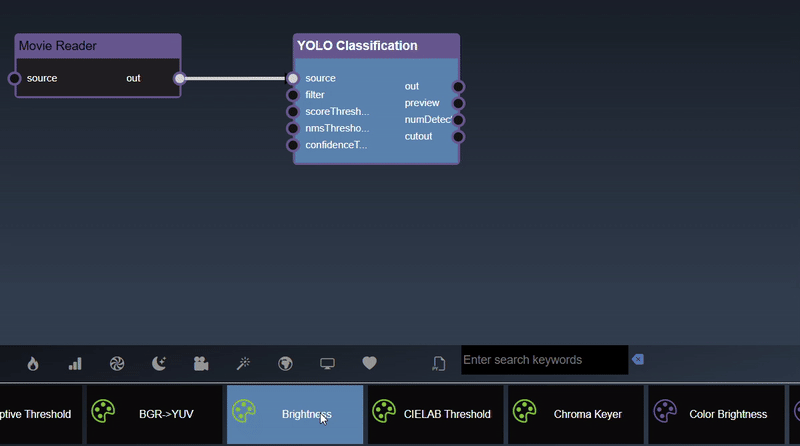 Movie Reader
source out
YOLO Classification
source
filter
scoreThresh...
nmsThresho...
confidenceT...
out
preview
numDetec
cutout
Enter search keywords
ptive Threshold
BGR->YUV
Brightness
CIELAB Threshold
Chroma Keyer
Color Brightness